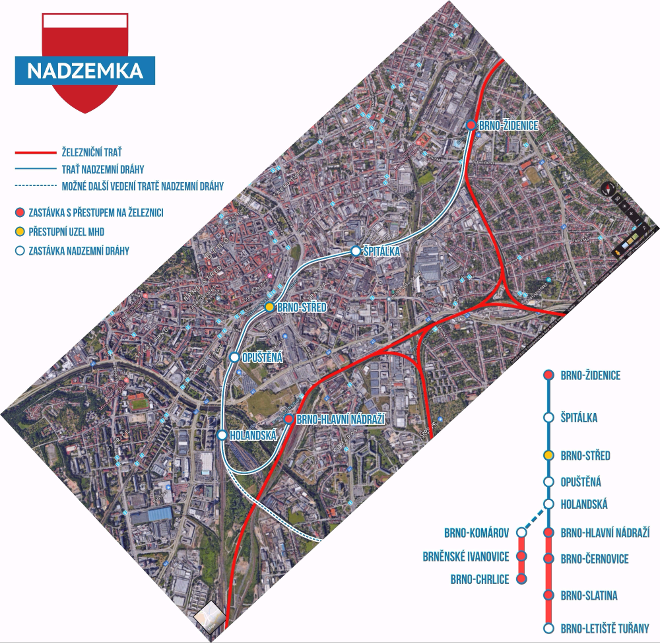 NADZEMKA
ŽELEZNIČNÍ TRAŤ
TRAŤ NADZEMNÍ DRÁHY
MOŽNÉ DALŠÍ VEDENÍ TRATĚ NADZEMNÍ DRÁHY
ZASTÁVKA S PŘESTUPEM NA ŽELEZNICI
PŘESTUPNÍ UZEL MHD
ZASTÁVKA NADZEMNÍ DRÁHY
BRNO-ŽIDENICE
ŠPITÁLKA
BRNO-STŘED
OPUŠTĚNÁ
BRNO-HLAVNÍ NÁDRAŽÍ
HOLANDSKÁ
BRNO-ŽIDENICE
ŠPITÁLKA
BRNO-STŘED
OPUŠTĚNÁ
HOLANDSKÁ
BRNO-KOMÁROV
BRNO-HLAVNÍ NÁDRAŽÍ
BRNĚNSKÉ IVANOVICE
BRNO-ČERNOVICE
BRNO-CHRLICE
BRNO-SLATINA
BRNO-LETIŠTĚ TUŘANY